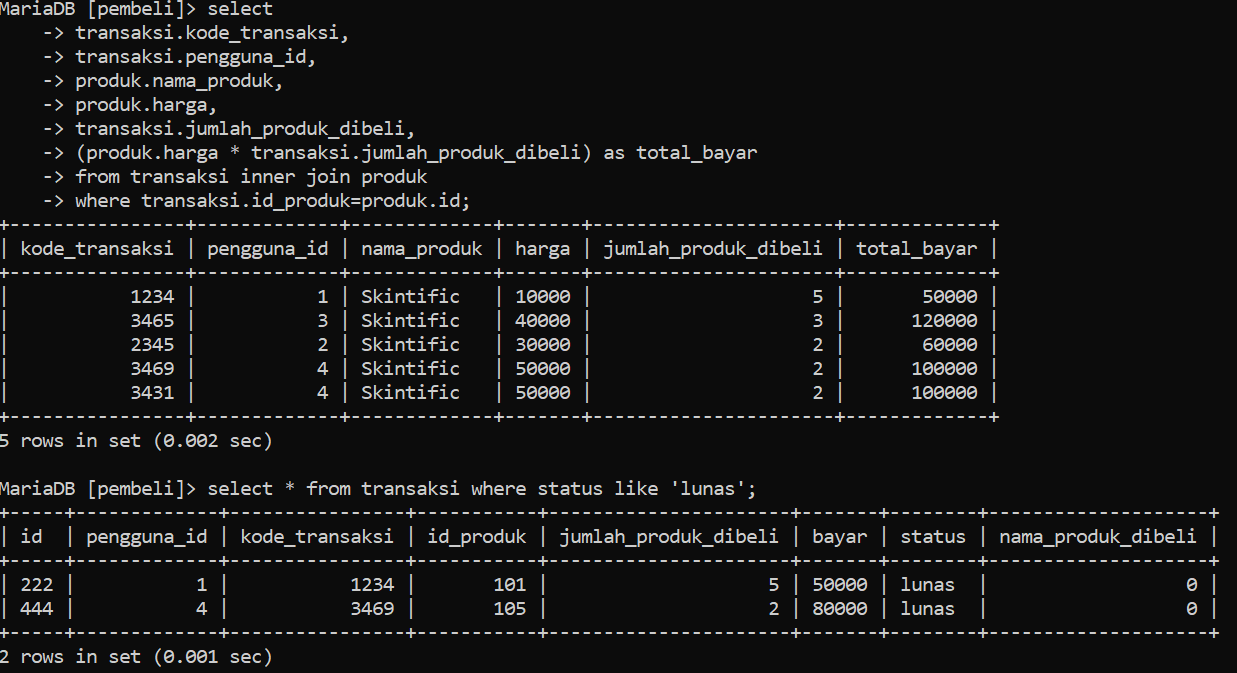 MariaDB [pembeli]> select
    -> transaksi.kode_transaksi,
    -> transaksi.pengguna_id,
    -> produk.nama_produk,
    -> produk.harga,
    -> transaksi.jumlah_produk_dibeli,
    -> (produk.harga * transaksi.jumlah_produk_dibeli) as total_bayar
    -> from transaksi inner join produk
    -> where transaksi.id_produk=produk.id;
+----------------+-------------+-------------+-------+----------------------+-------------+
| kode_transaksi | pengguna_id | nama_produk | harga | jumlah_produk_dibeli | total_bayar |
+----------------+-------------+-------------+-------+----------------------+-------------+
|           1234 |           1 | Skintific   | 10000 |                    5 |       50000 |
|           3465 |           3 | Skintific   | 40000 |                    3 |      120000 |
|           2345 |           2 | Skintific   | 30000 |                    2 |       60000 |
|           3469 |           4 | Skintific   | 50000 |                    2 |      100000 |
|           3431 |           4 | Skintific   | 50000 |                    2 |      100000 |
+----------------+-------------+-------------+-------+----------------------+-------------+
5 rows in set (0.002 sec)

MariaDB [pembeli]> select * from transaksi where status like 'lunas';
+-----+-------------+----------------+-----------+----------------------+-------+--------+--------------------+
| id  | pengguna_id | kode_transaksi | id_produk | jumlah_produk_dibeli | bayar | status | nama_produk_dibeli |
+-----+-------------+----------------+-----------+----------------------+-------+--------+--------------------+
| 222 |           1 |           1234 |       101 |                    5 | 50000 | lunas  |                  0 |
| 444 |           4 |           3469 |       105 |                    2 | 80000 | lunas  |                  0 |
+-----+-------------+----------------+-----------+----------------------+-------+--------+--------------------+
2 rows in set (0.001 sec)